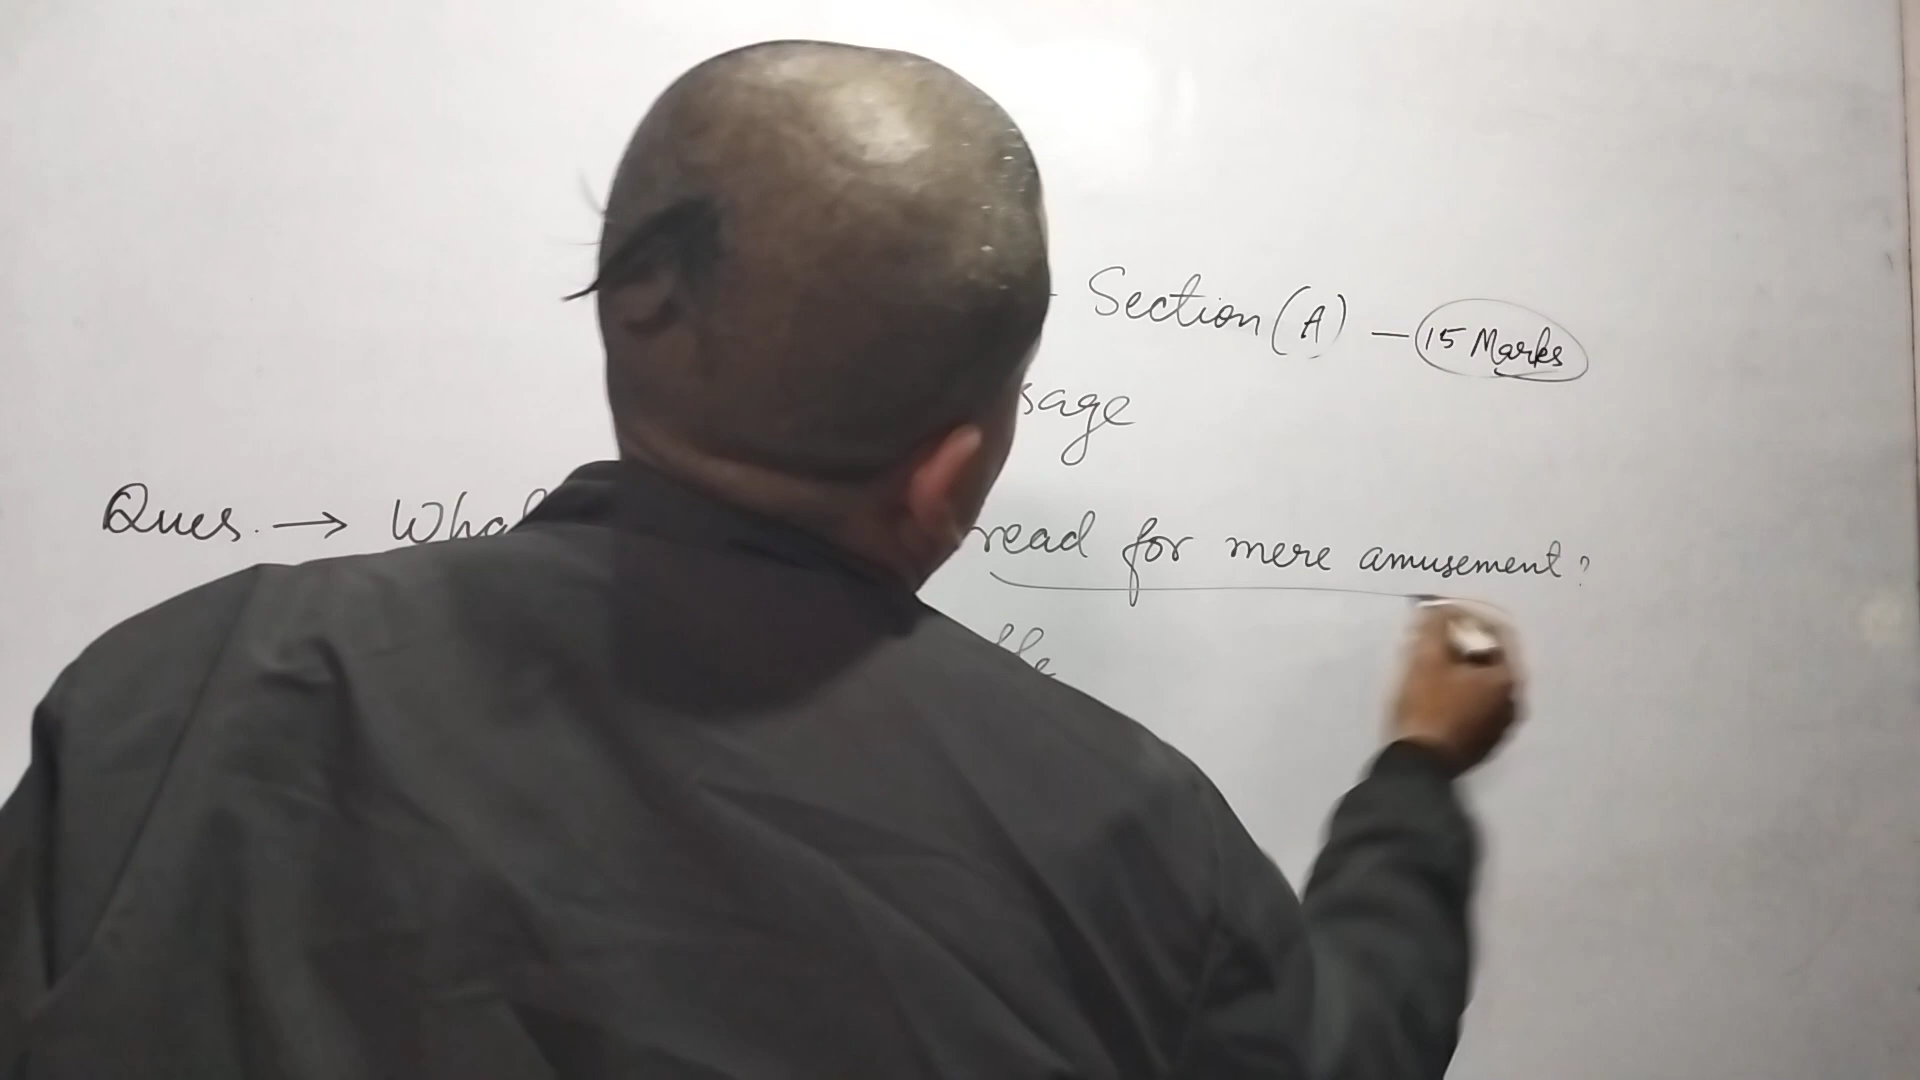 Section (A) — 15 Marks
sage
Ques. → What read for mere amusement?